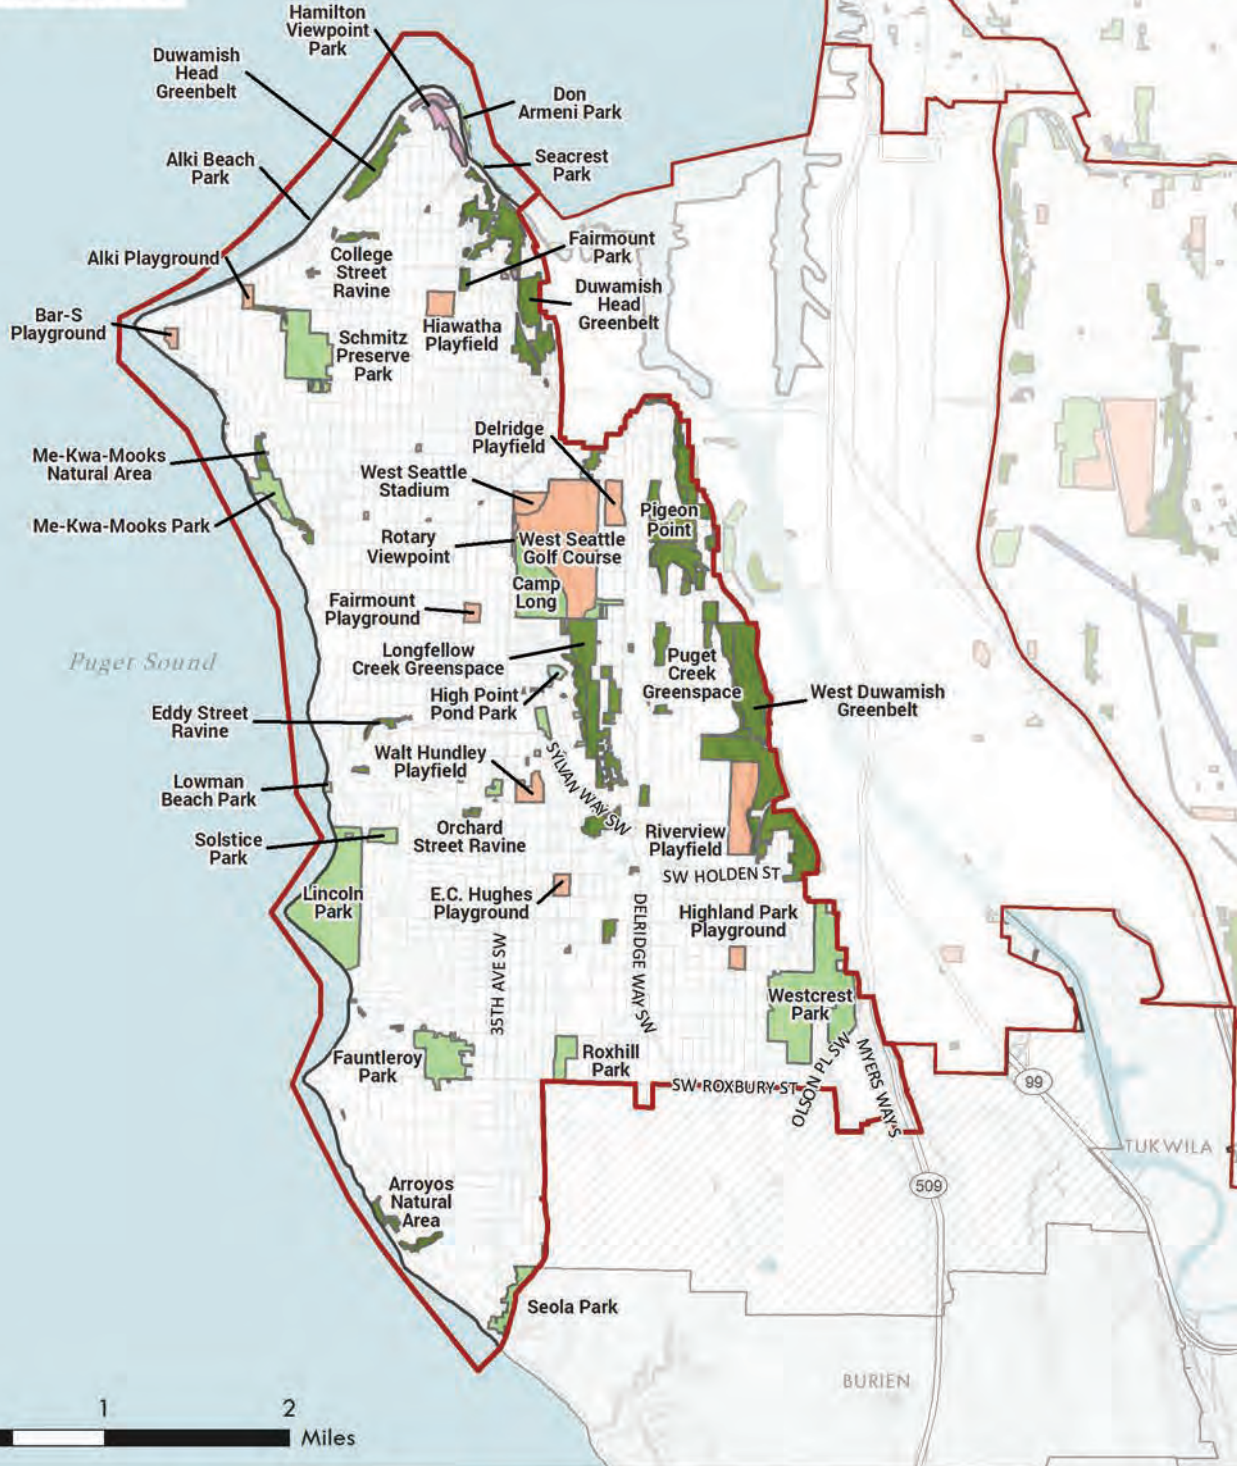 Hamilton
Viewpoint
Park
Duwamish
Head
Greenbelt
Don
Armeni Park
Alki Beach
Park
Seacrest
Park
Alki Playground
College
Street
Ravine
Fairmount
Park
Duwamish
Head
Greenbelt
Bar-S
Playground
Schmitz
Preserve
Park
Hiawatha
Playfield
Delridge
Playfield
Me-Kwa-Mooks
Natural Area
West Seattle
Stadium
Me-Kwa-Mooks Park
Pigeon
Point
Rotary
Viewpoint
West Seattle
Golf Course
Camp
Long
Fairmount
Playground
Puget Sound
Longfellow
Creek Greenspace
Puget
Creek
Greenspace
High Point
Pond Park
West Duwamish
Greenbelt
Eddy Street
Ravine
Walt Hundley
Playfield
SYLVAN WAY SW
Lowman
Beach Park
Solstice
Park
Orchard
Street Ravine
Riverview
Playfield
SW HOLDEN ST
Lincoln
Park
E.C. Hughes
Playground
Highland Park
Playground
35TH AVE SW
DELRIDGE WAY SW
Westcrest
Park
Fauntleroy
Park
Roxhill
Park
SW ROXBURY ST
OLSON PL SW
MYERS WAY S
99
TUKWILA
509
Arroyos
Natural
Area
Seola Park
BURIEN
1
2
Miles